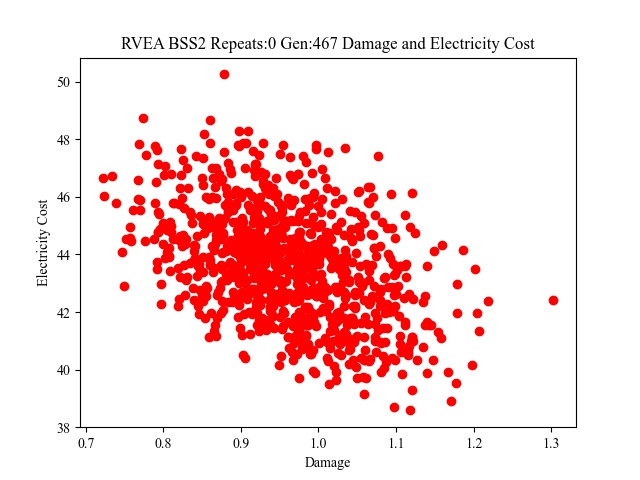 RVEA BSS2 Repeats:0 Gen:467 Damage and Electricity Cost
50
48
46
44
42
40
38
Electricity Cost
0.7 0.8 0.9 1.0 1.1 1.2 1.3
Damage